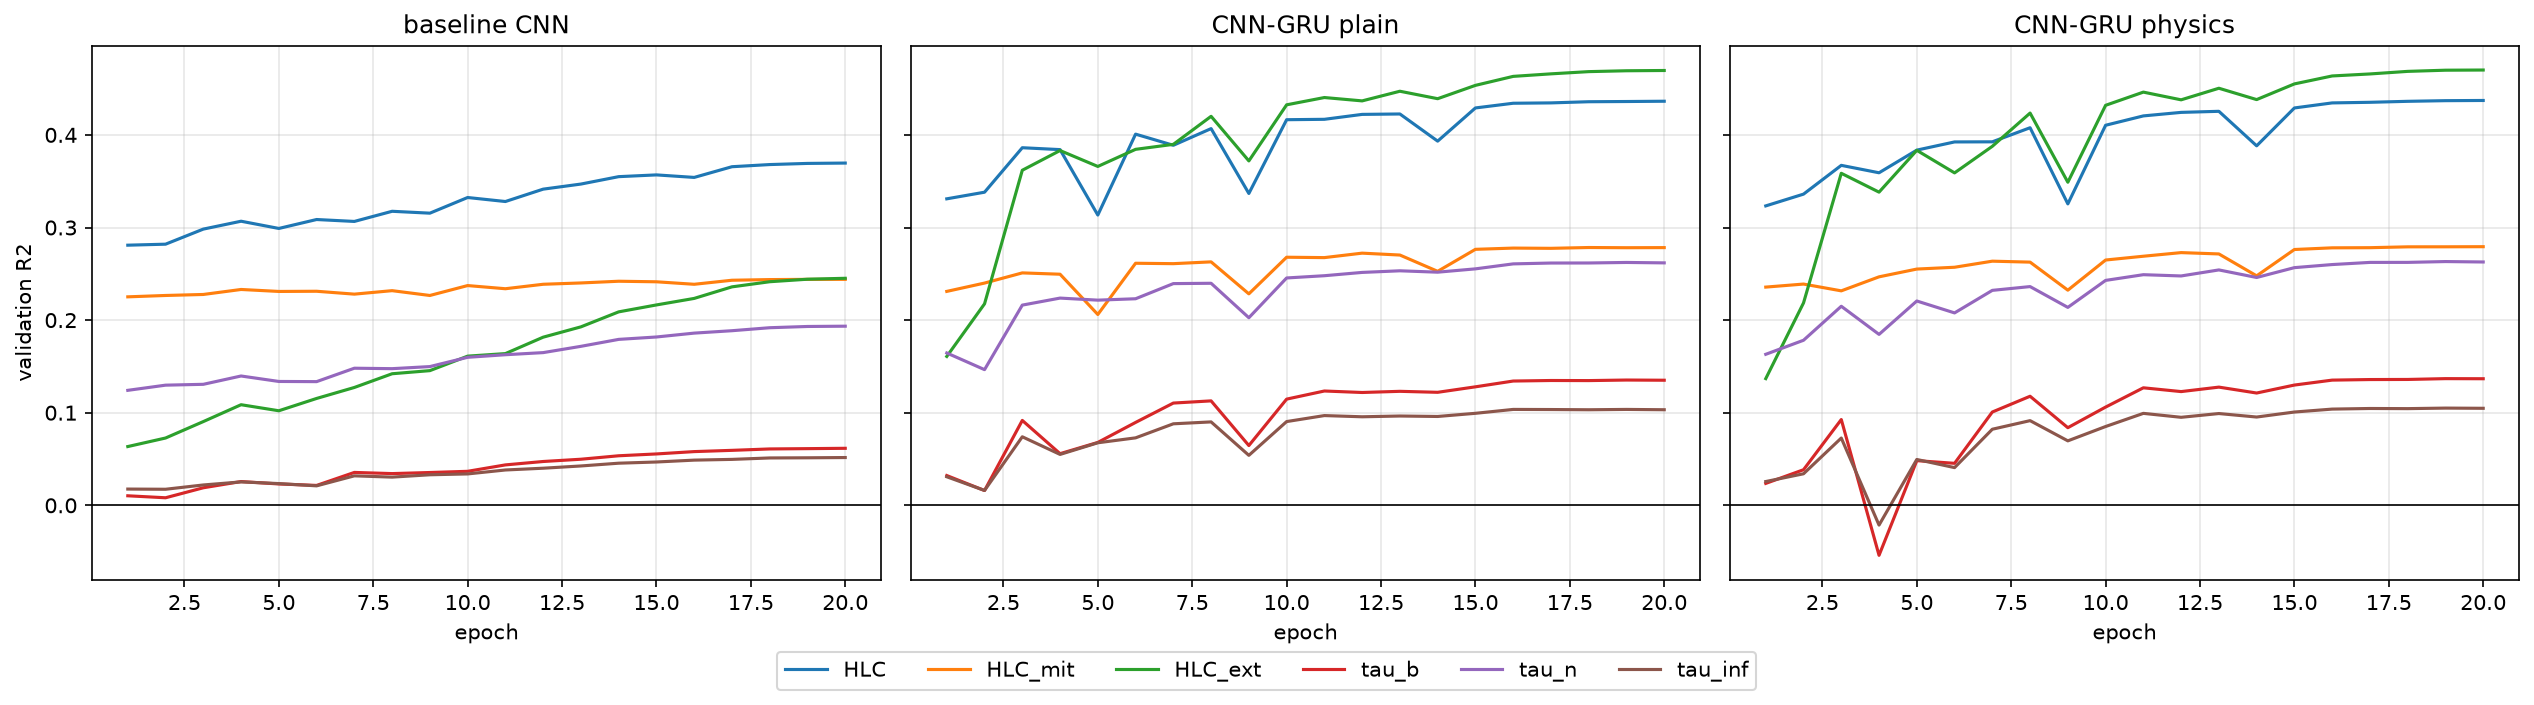 baseline CNN
CNN-GRU plain
CNN-GRU physics
validation R2
0.4
0.3
0.2
0.1
0.0
2.5 5.0 7.5 10.0 12.5 15.0 17.5 20.0
2.5 5.0 7.5 10.0 12.5 15.0 17.5 20.0
2.5 5.0 7.5 10.0 12.5 15.0 17.5 20.0
epoch
epoch
epoch
HLC HLC_mit HLC_ext tau_b tau_n tau_inf